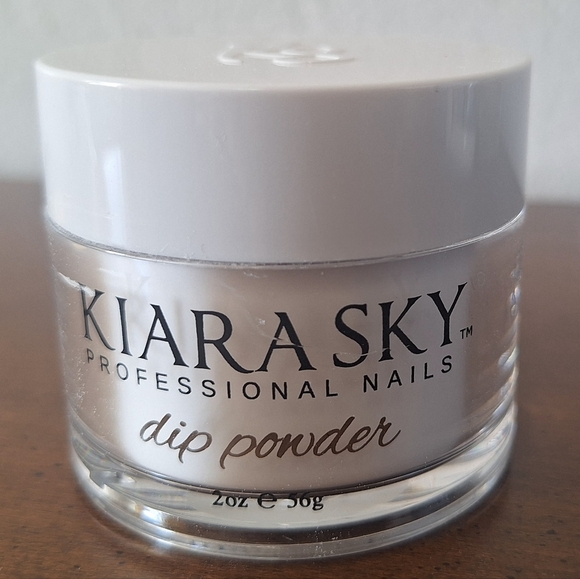 KIARA SKY™
PROFESSIONAL NAILS
dip powder
2oz ℮ 56g